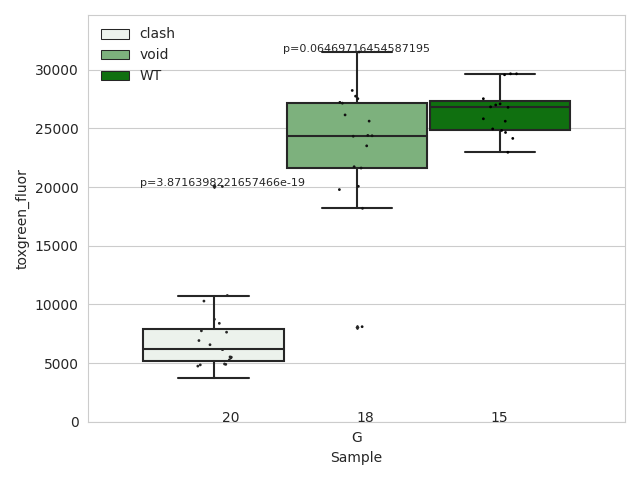 clash
void
WT
p=0.06469716454587195
p=3.8716398221657466e-19
toxgreen_fluor
30000
25000
20000
15000
10000
5000
0
20 18 15
G
Sample